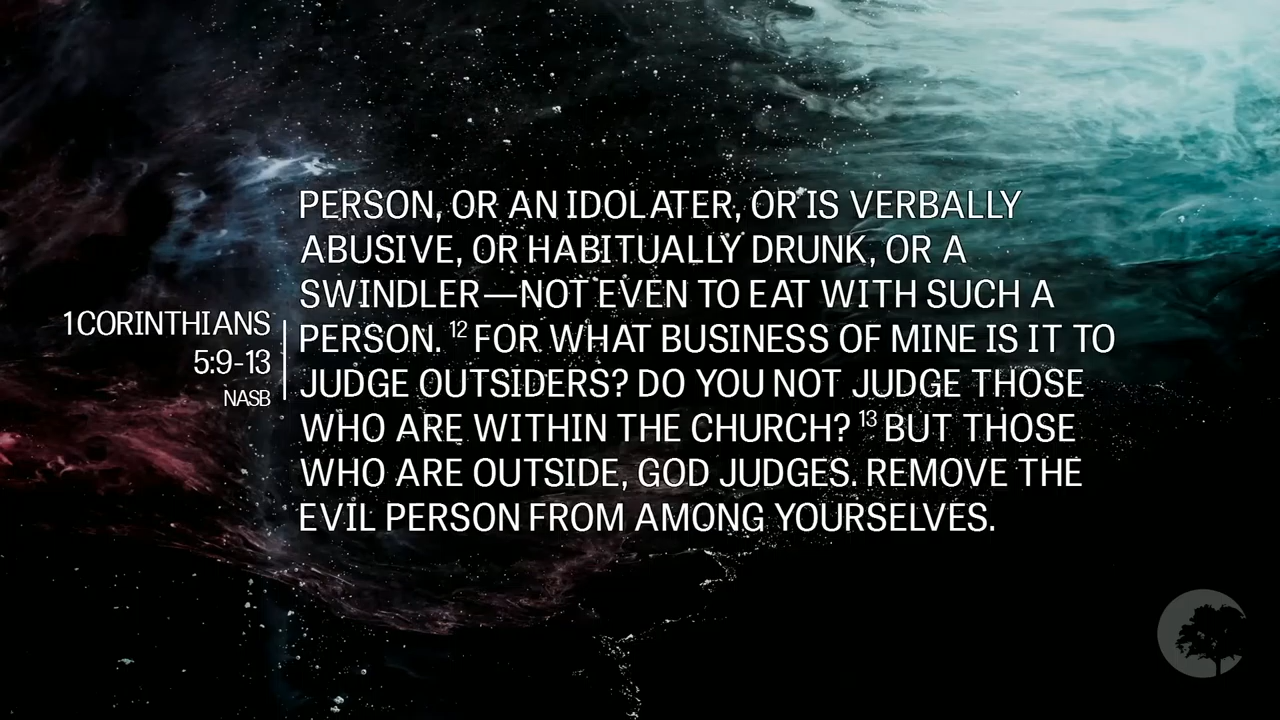 1 CORINTHIANS
5:9-13
NASB
PERSON, OR AN IDOLATER, OR IS VERBALLY
ABUSIVE, OR HABITUALLY DRUNK, OR A
SWINDLER—NOT EVEN TO EAT WITH SUCH A
PERSON. 12 FOR WHAT BUSINESS OF MINE IS IT TO
JUDGE OUTSIDERS? DO YOU NOT JUDGE THOSE
WHO ARE WITHIN THE CHURCH? 13 BUT THOSE
WHO ARE OUTSIDE, GOD JUDGES. REMOVE THE
EVIL PERSON FROM AMONG YOURSELVES.